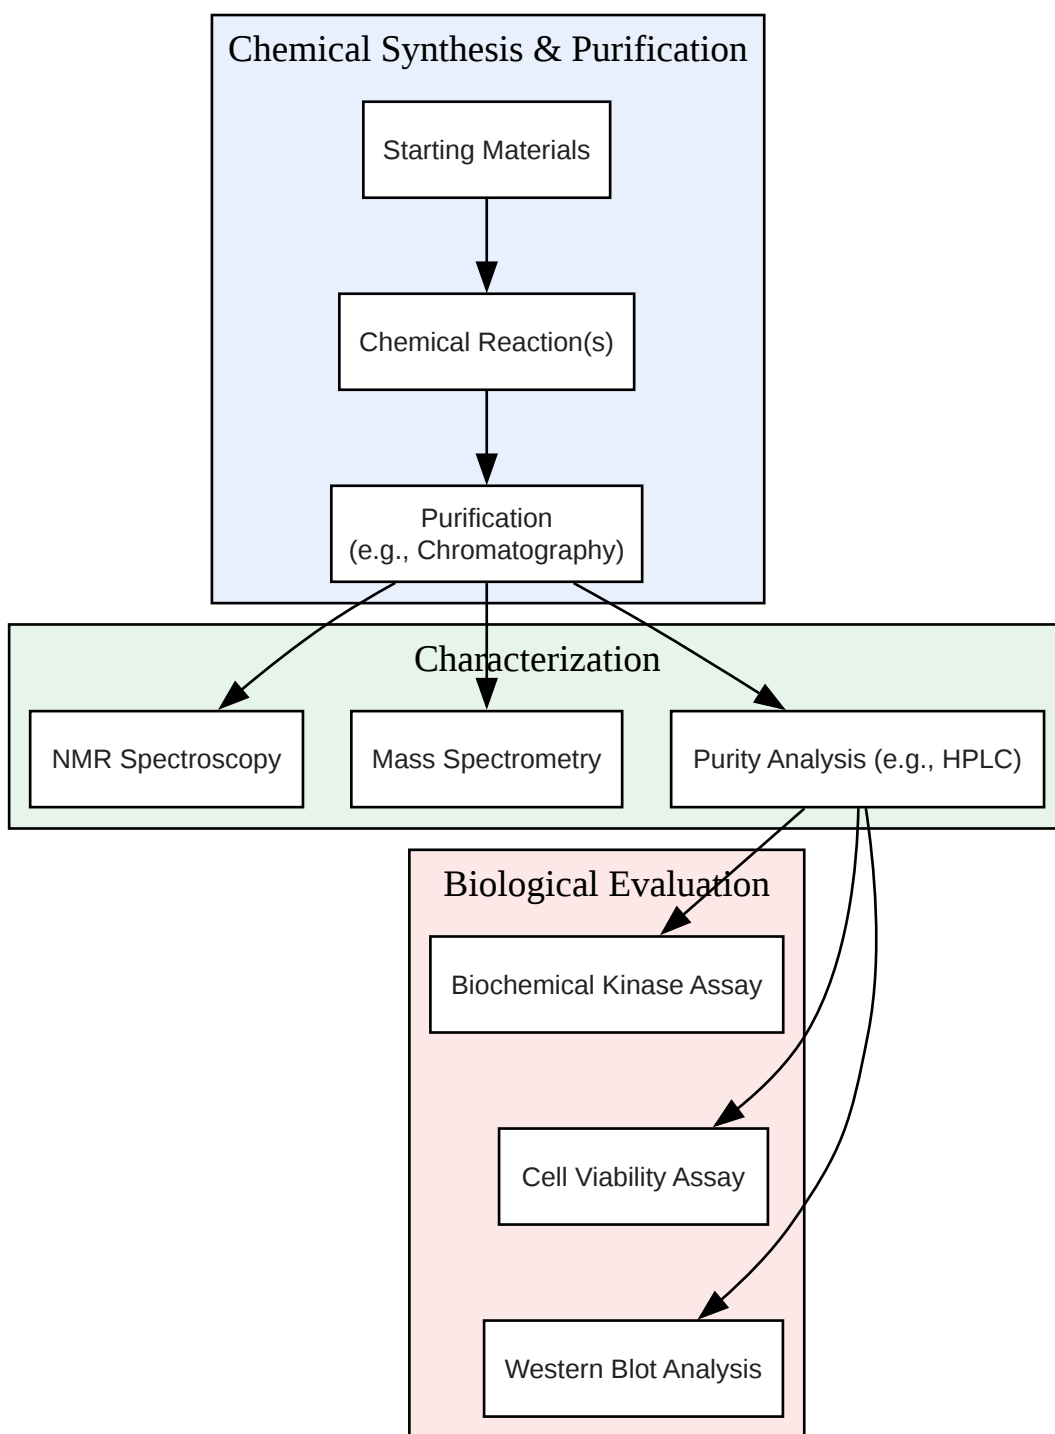 Chemical Synthesis & Purification
Starting Materials
Chemical Reaction(s)
Purification
(e.g., Chromatography)
Characterization
NMR Spectroscopy
Mass Spectrometry
Purity Analysis (e.g., HPLC)
Biological Evaluation
Biochemical Kinase Assay
Cell Viability Assay
Western Blot Analysis